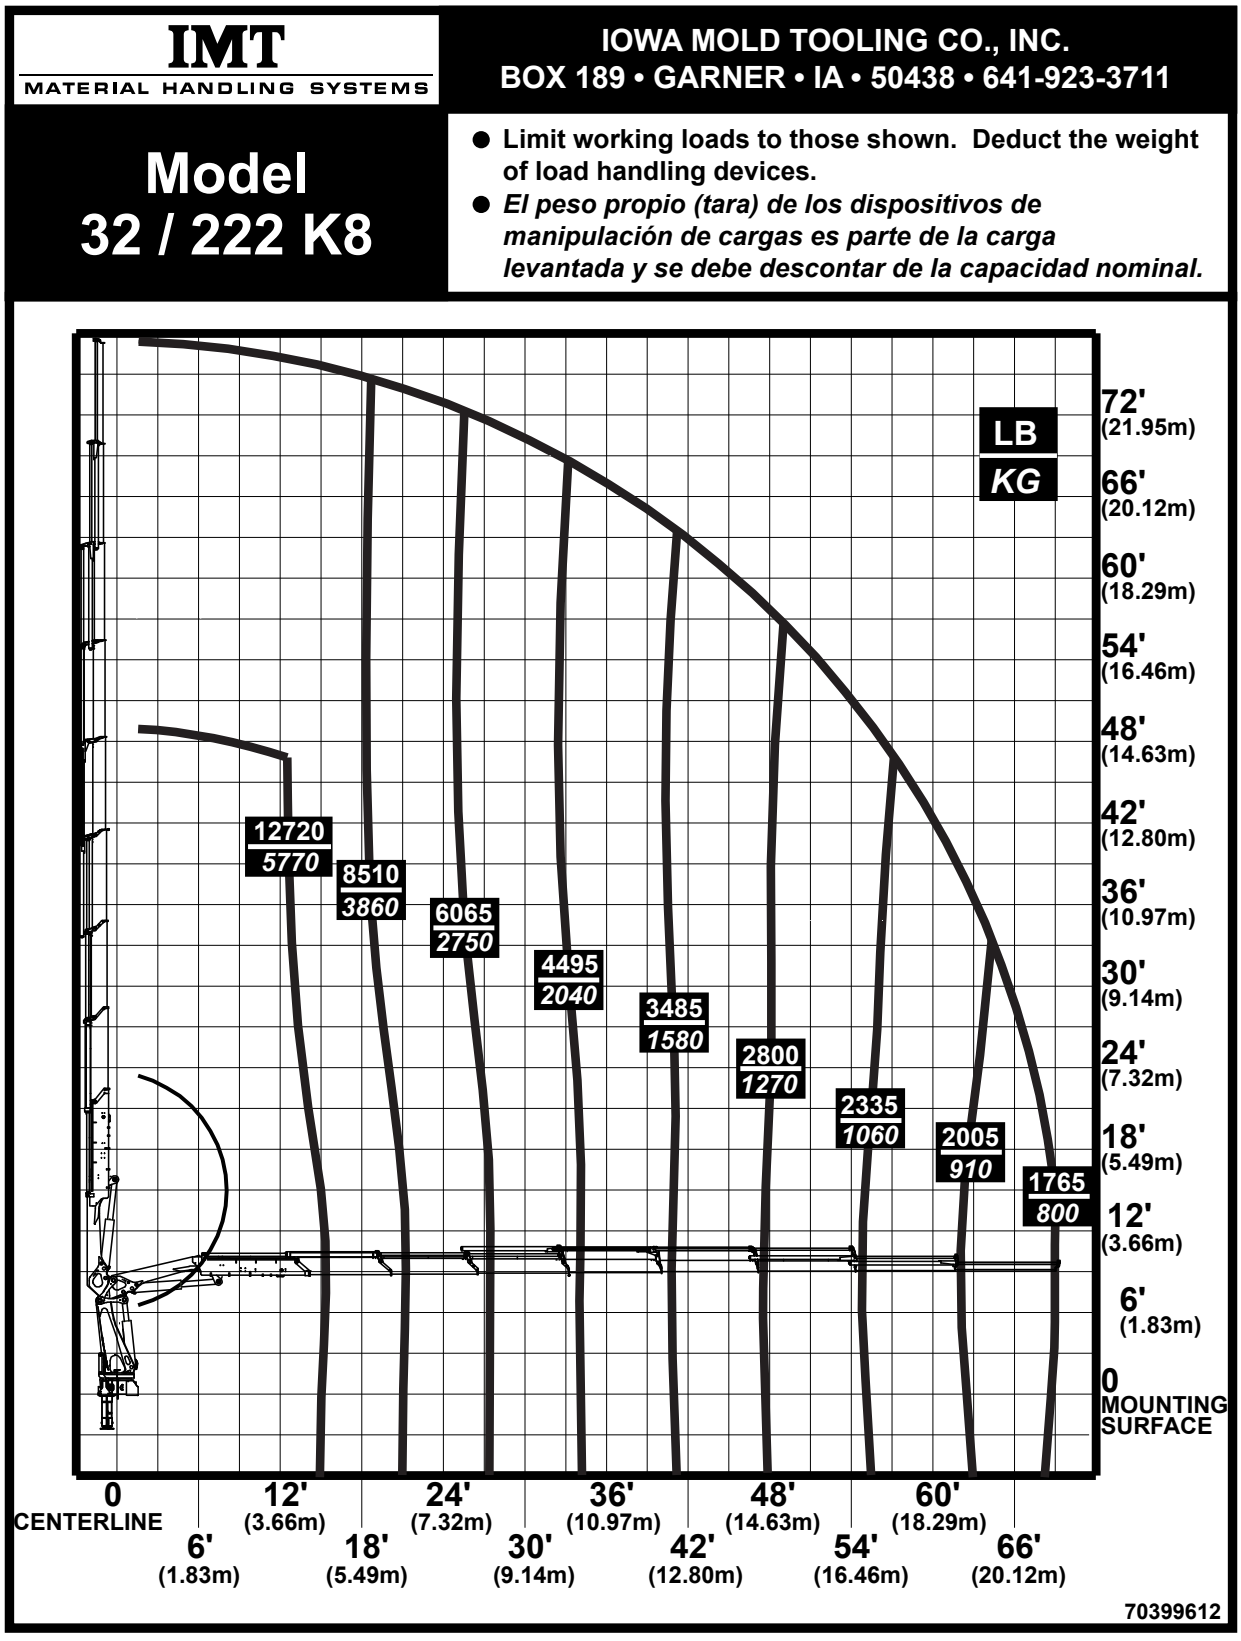 IMT
MATERIAL HANDLING SYSTEMS
IOWA MOLD TOOLING CO., INC.
BOX 189 • GARNER • IA • 50438 • 641-923-3711
Model
32 / 222 K8
● Limit working loads to those shown.  Deduct the weight
of load handling devices.
● El peso propio (tara) de los dispositivos de
manipulación de cargas es parte de la carga
levantada y se debe descontar de la capacidad nominal.
LB
KG
72'
(21.95m)
66'
(20.12m)
60'
(18.29m)
54'
(16.46m)
48'
(14.63m)
42'
(12.80m)
36'
(10.97m)
30'
(9.14m)
24'
(7.32m)
18'
(5.49m)
12'
(3.66m)
6'
(1.83m)
0
MOUNTING
SURFACE
12720
5770
8510
3860
6065
2750
4495
2040
3485
1580
2800
1270
2335
1060
2005
910
1765
800
0 12' 24' 36' 48' 60'
CENTERLINE (3.66m) (7.32m) (10.97m) (14.63m) (18.29m)
6' 18' 30' 42' 54' 66'
(1.83m) (5.49m) (9.14m) (12.80m) (16.46m) (20.12m)
70399612